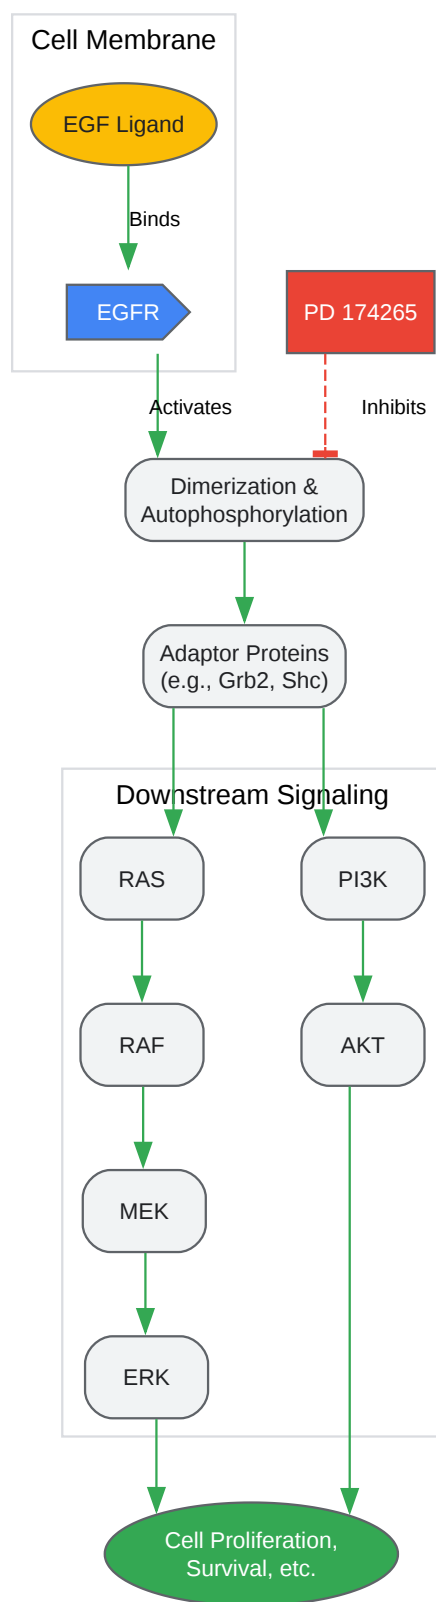 Cell Membrane
EGF Ligand
Binds
EGFR
PD 174265
Activates
Inhibits
Dimerization &
Autophosphorylation
Adaptor Proteins
(e.g., Grb2, Shc)
Downstream Signaling
RAS
PI3K
RAF
AKT
MEK
ERK
Cell Proliferation,
Survival, etc.